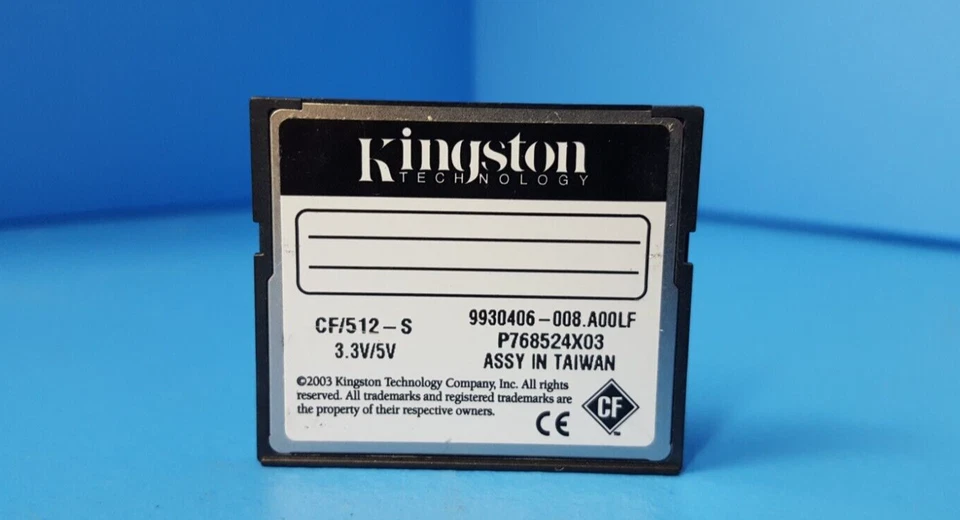 Kingston
TECHNOLOGY
CF/512-S
3.3V/5V
9930406-008.A00LF
P768524X03
ASSY IN TAIWAN
©2003 Kingston Technology Company, Inc. All rights
reserved. All trademarks and registered trademarks are
the property of their respective owners.
CE
CF
™